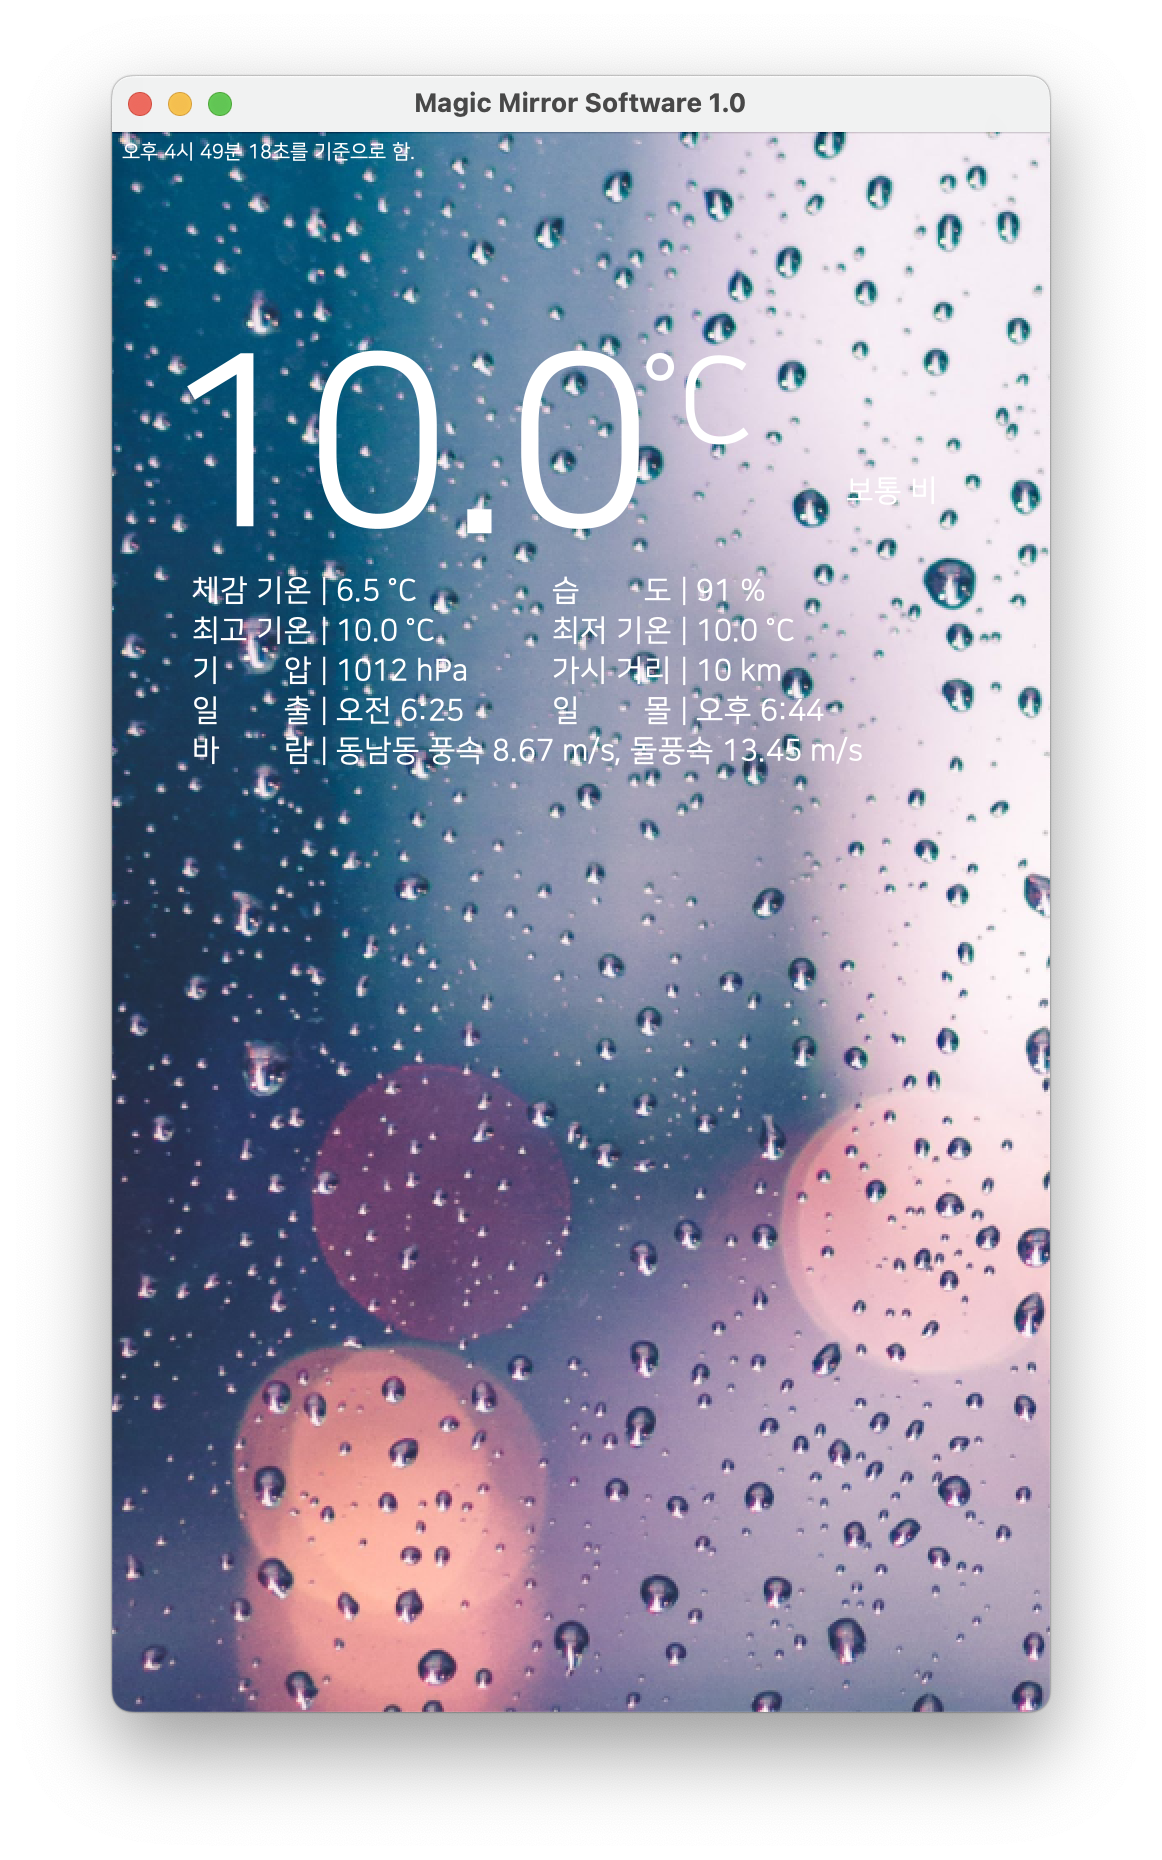 Magic Mirror Software 1.0
오후 4시 49분 18초를 기준으로 함.
10.0°C
보통 비
체감 기온 | 6.5 °C 습 도 | 91 %
최고 기온 | 10.0 °C 최저 기온 | 10.0 °C
기 압 | 1012 hPa 가시 거리 | 10 km
일 출 | 오전 6:25 일 몰 | 오후 6:44
바 람 | 동남동 풍속 8.67 m/s, 돌풍속 13.45 m/s